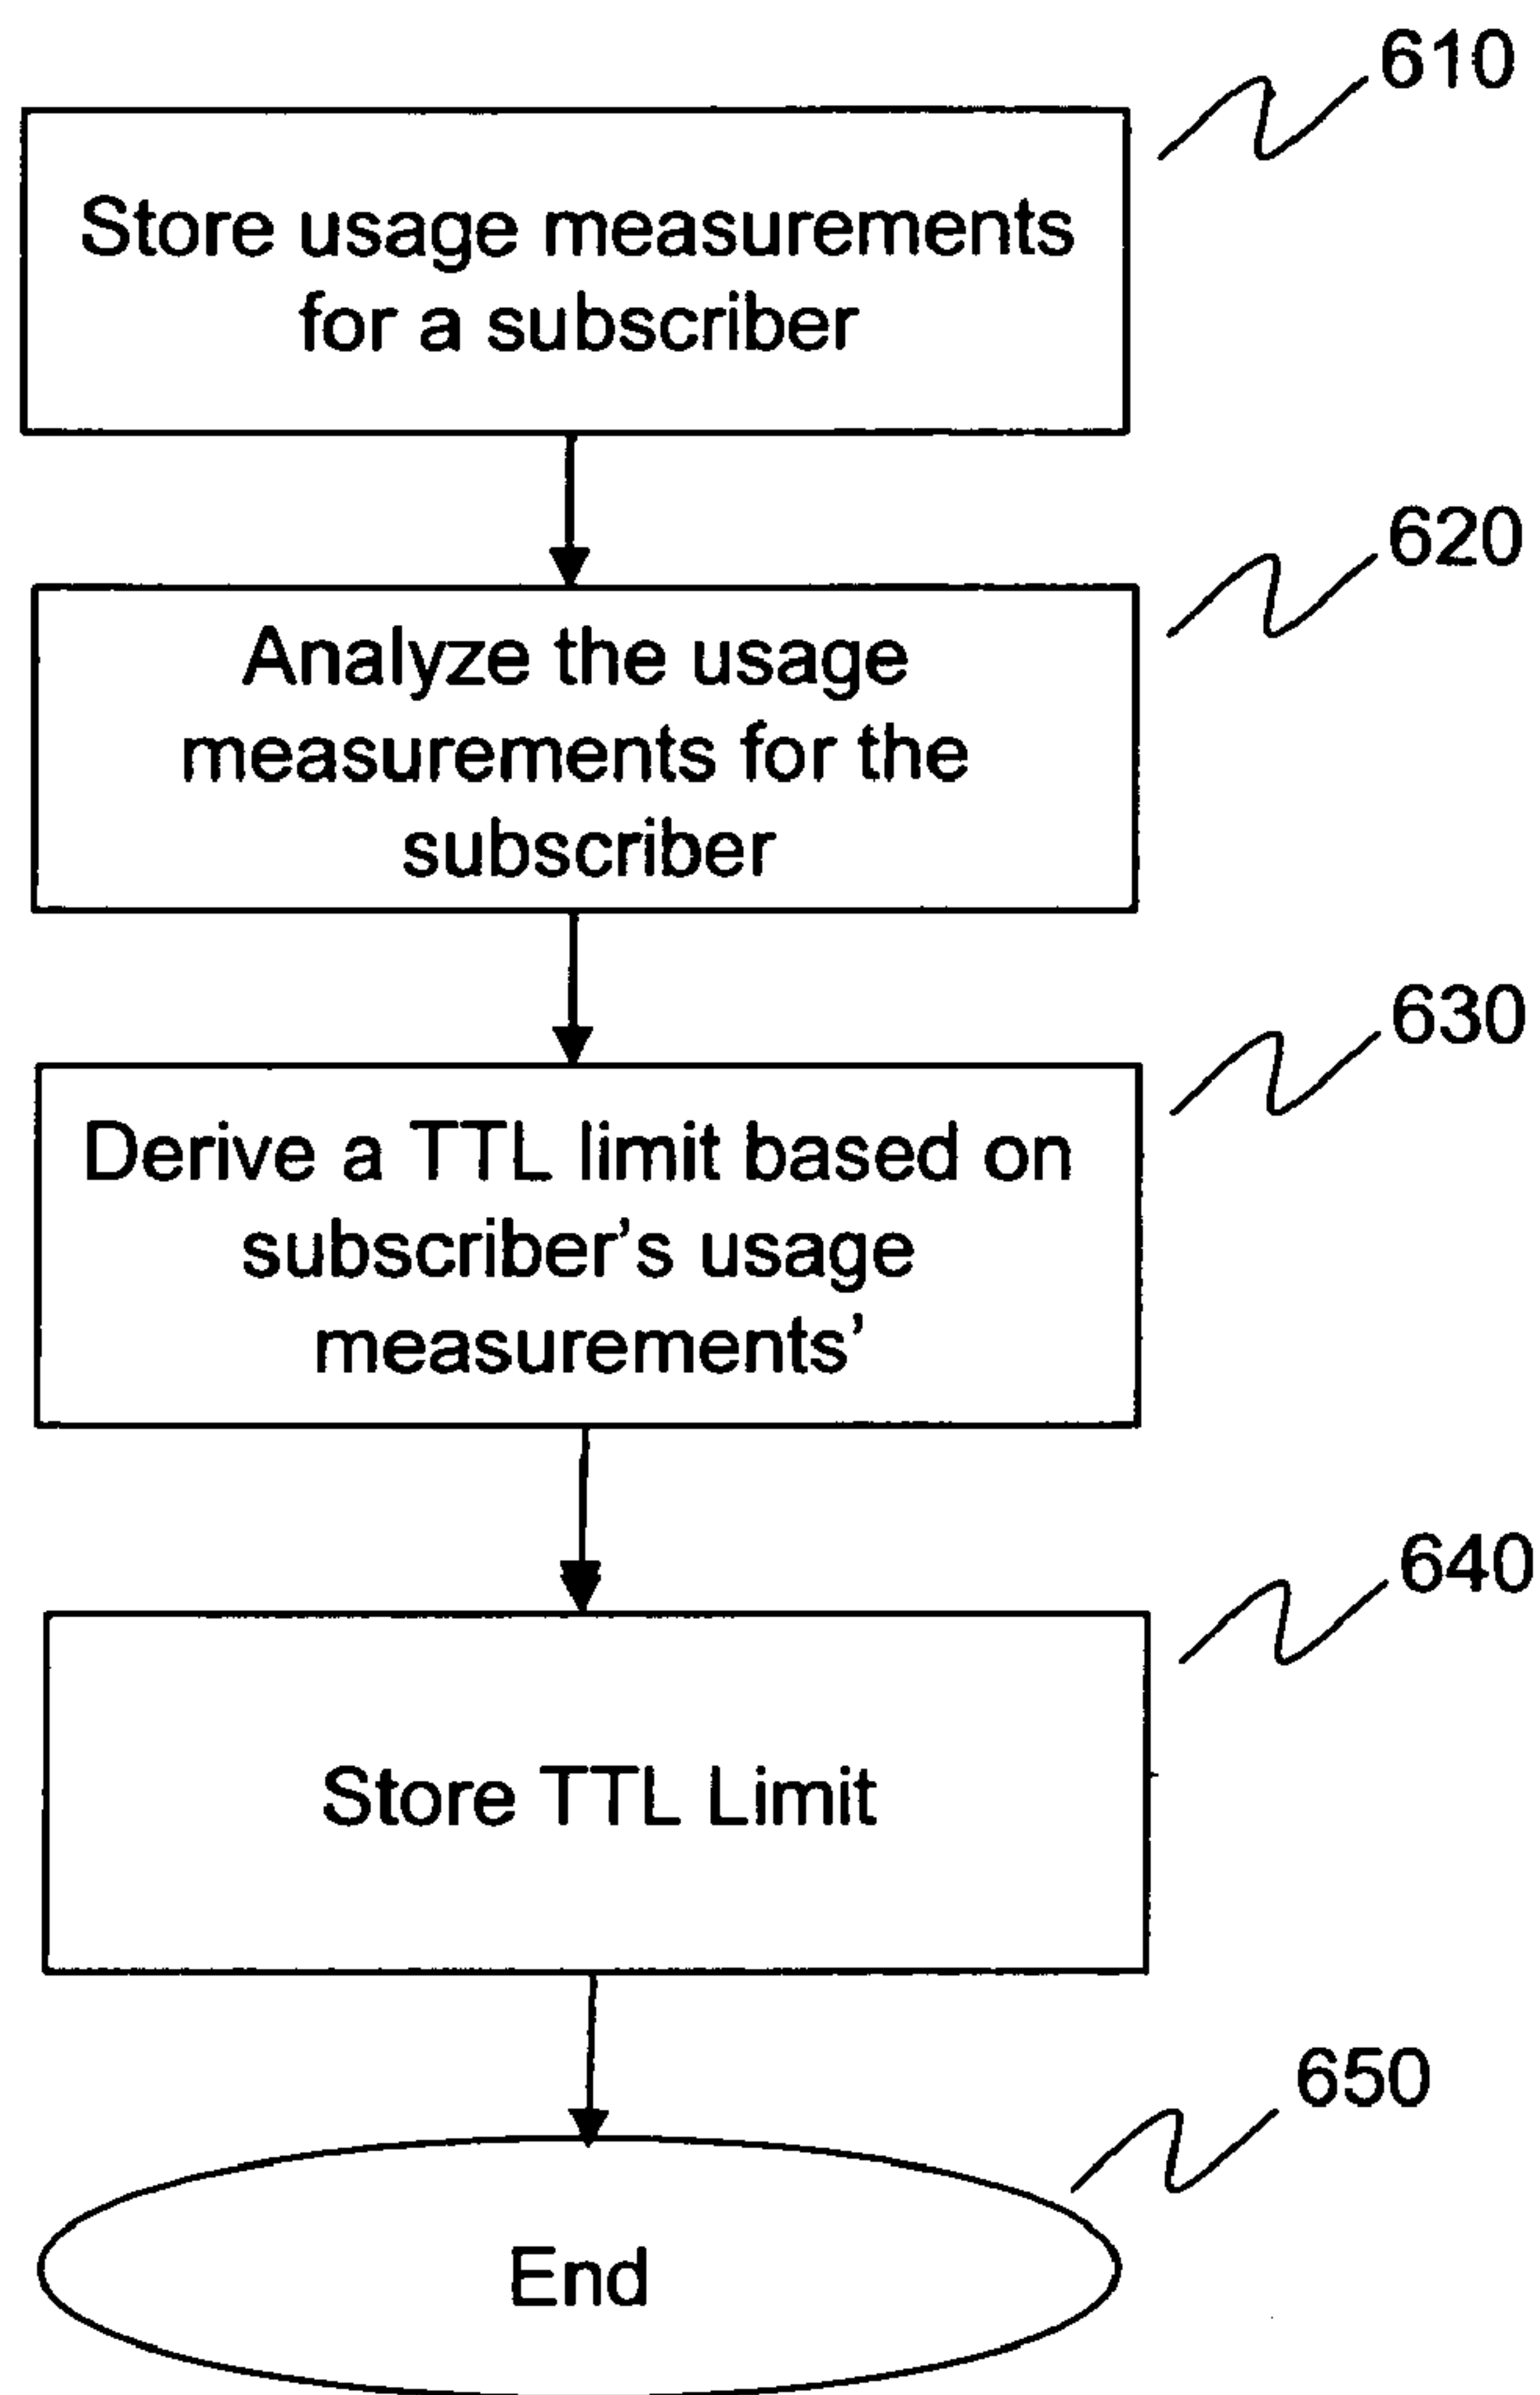 610
Store usage measurements
for a subscriber
620
Analyze the usage
measurements for the
subscriber
630
Derive a TTL limit based on
subscriber’s usage
measurements’
640
Store TTL Limit
650
End